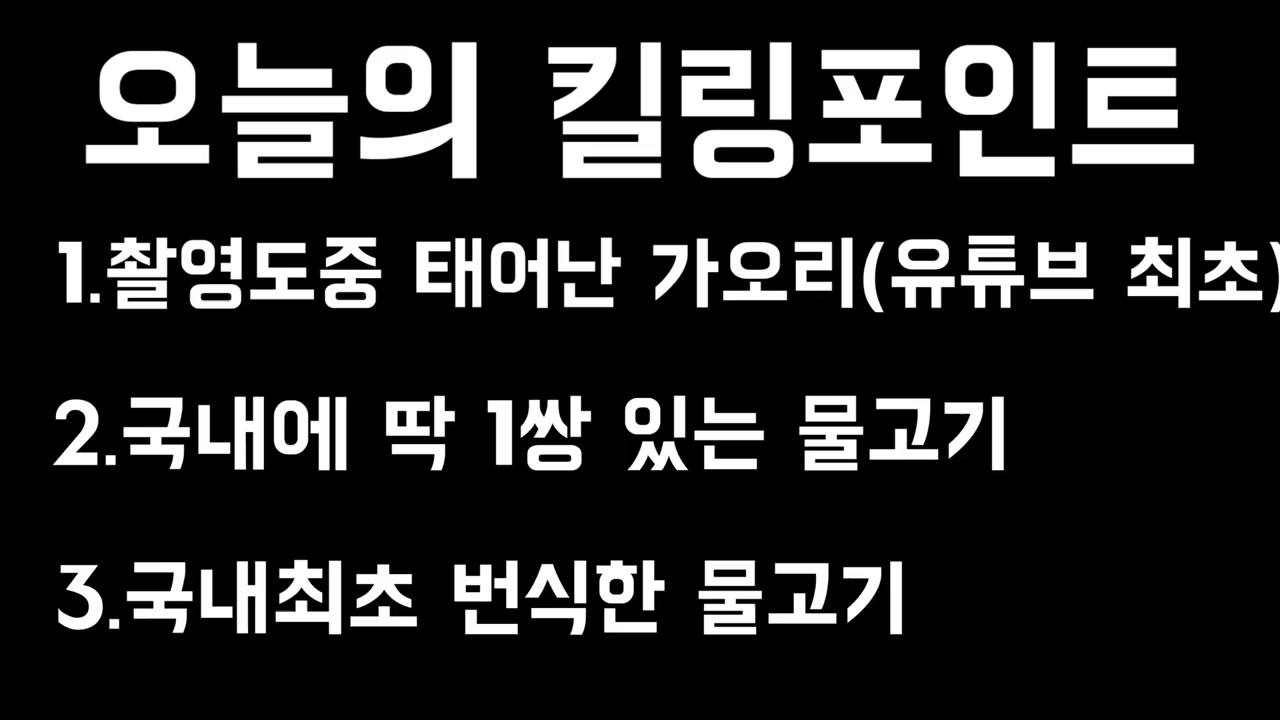 오늘의 킬링포인트
1.촬영도중 태어난 가오리(유튜브 최초)
2.국내에 딱 1쌍 있는 물고기
3.국내최초 번식한 물고기